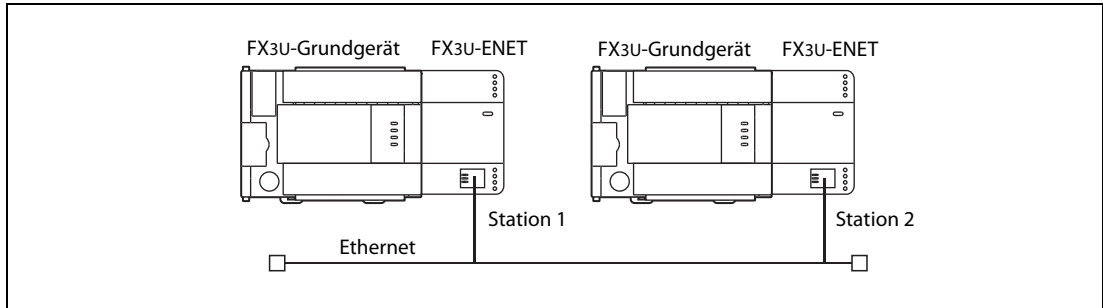 FX3U-Grundgerät FX3U-ENET FX3U-Grundgerät FX3U-ENET
Station 1 Station 2
Ethernet